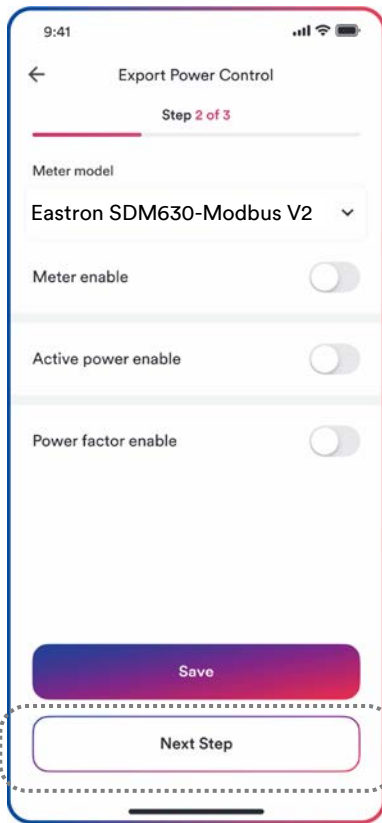 9:41
Export Power Control
Step 2 of 3
Meter model
Eastron SDM630-Modbus V2
Meter enable
Active power enable
Power factor enable
Save
Next Step